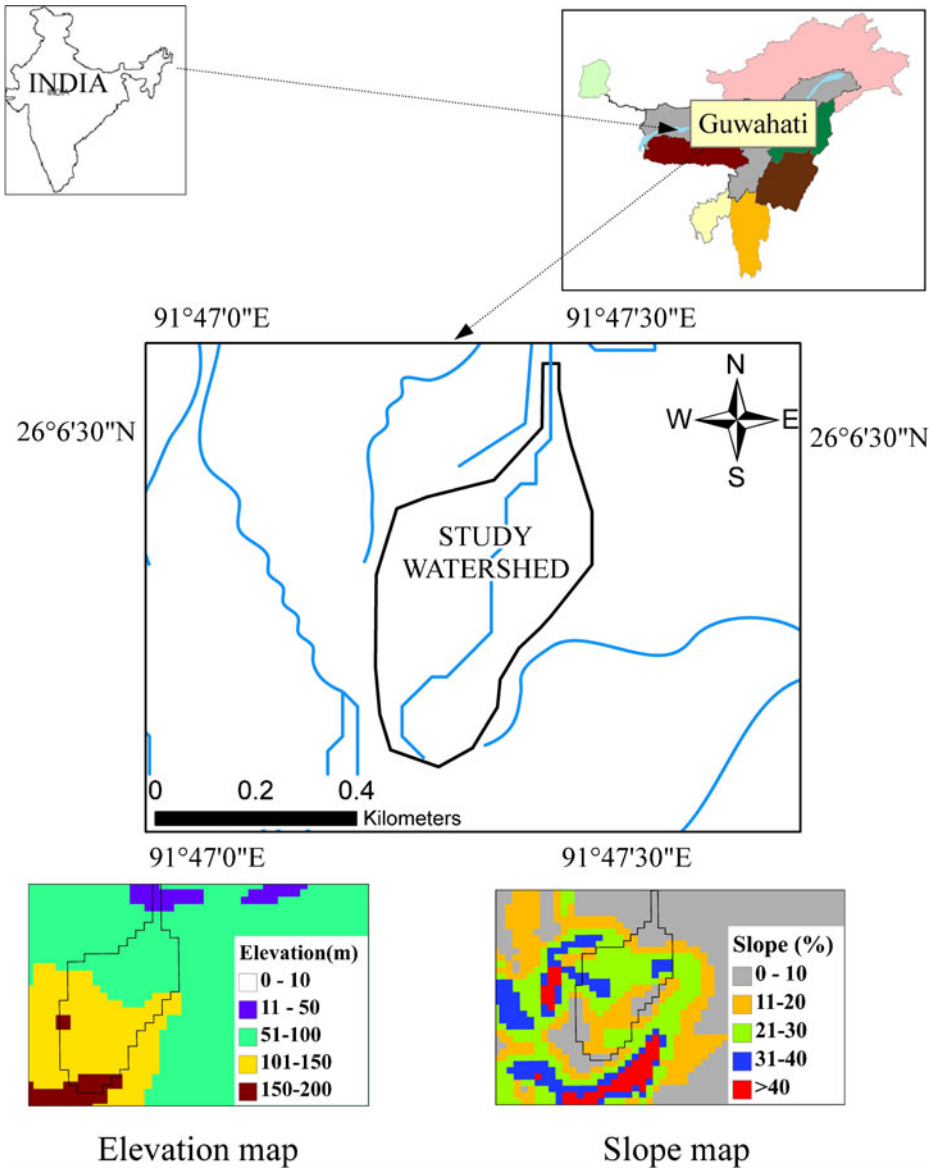 INDIA
INDIA
Guwahati
91°47'0"E
91°47'30"E
26°6'30"N
N
W
E
S
26°6'30"N
STUDY
WATERSHED
0
0.2
0.4
Kilometers
91°47'0"E
91°47'30"E
Elevation(m)
0 - 10
11 - 50
51-100
101-150
150-200
Slope (%)
0 - 10
11-20
21-30
31-40
>40
Elevation map
Slope map